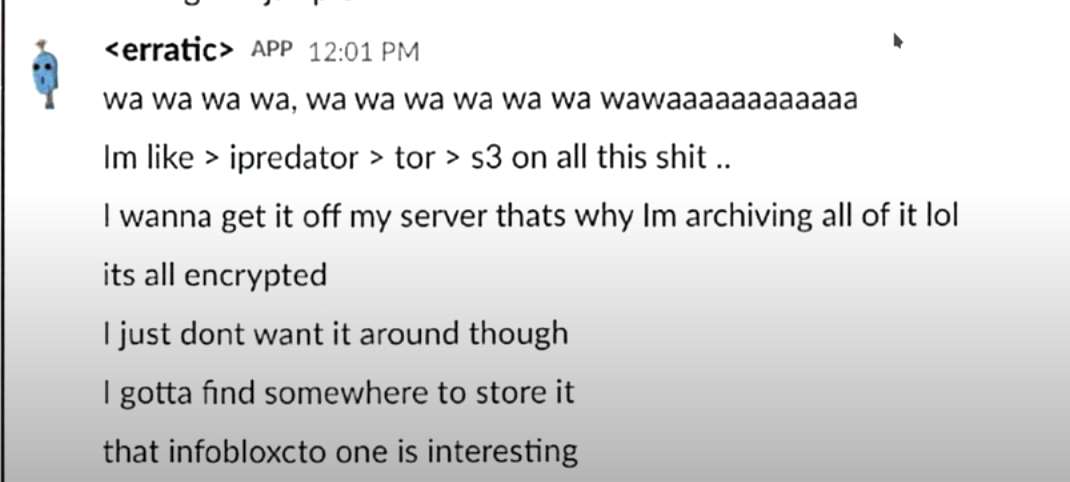 <erratic> APP 12:01 PM
wa wa wa wa, wa wa wa wa wa wa wawaaaaaaaaaaaa
Im like > ipredator > tor > s3 on all this shit ..
I wanna get it off my server thats why Im archiving all of it lol
its all encrypted
I just dont want it around though
I gotta find somewhere to store it
that infobloxcto one is interesting